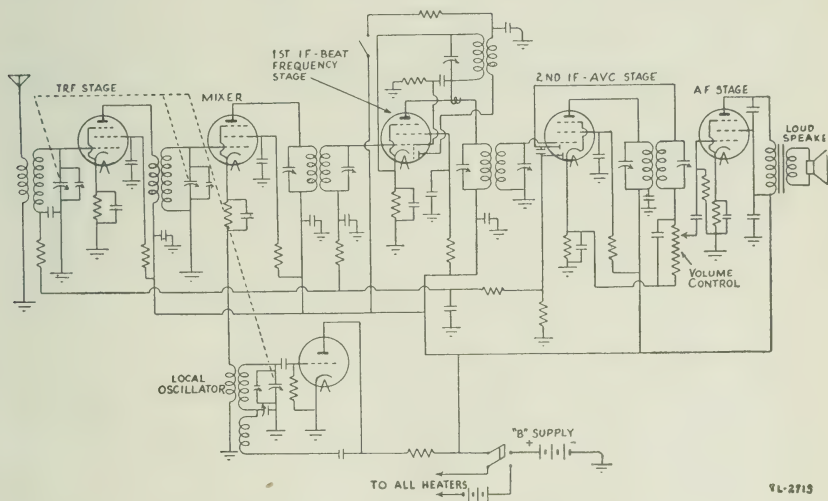 1ST IF-BEAT
FREQUENCY
STAGE
TRF STAGE
MIXER
2ND IF-AVC STAGE
AF STAGE
LOUD
SPEAKE
VOLUME
CONTROL
LOCAL
OSCILLATOR
"B" SUPPLY
+ -
TO ALL HEATERS
TL-2719